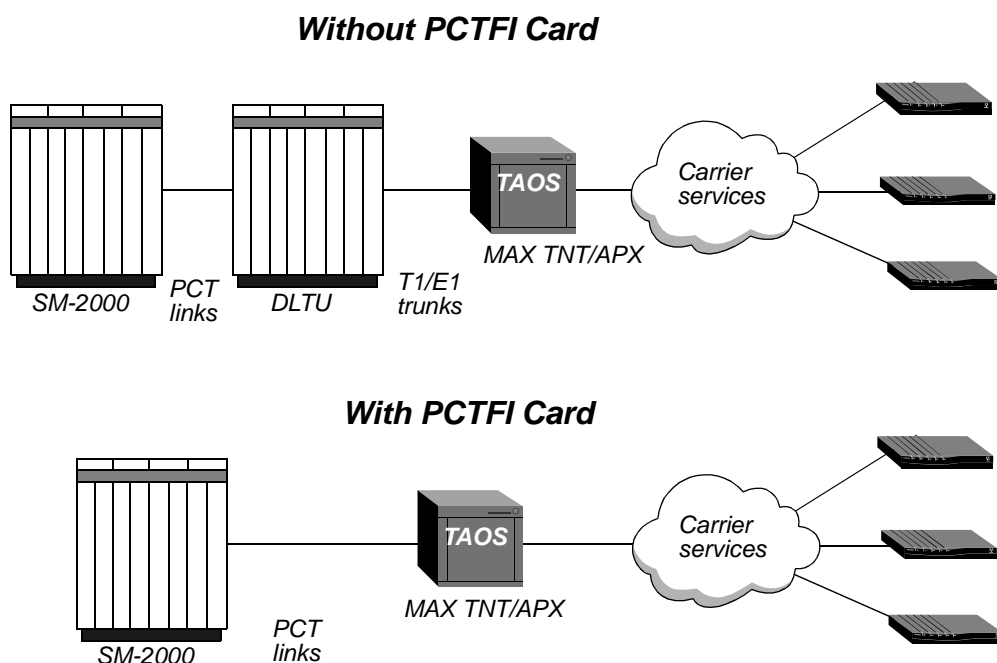 Without PCTFI Card
TAOS
Carrier
services
MAX TNT/APX
SM-2000
PCT
links
DLTU
T1/E1
trunks
With PCTFI Card
TAOS
Carrier
services
MAX TNT/APX
SM-2000
PCT
links